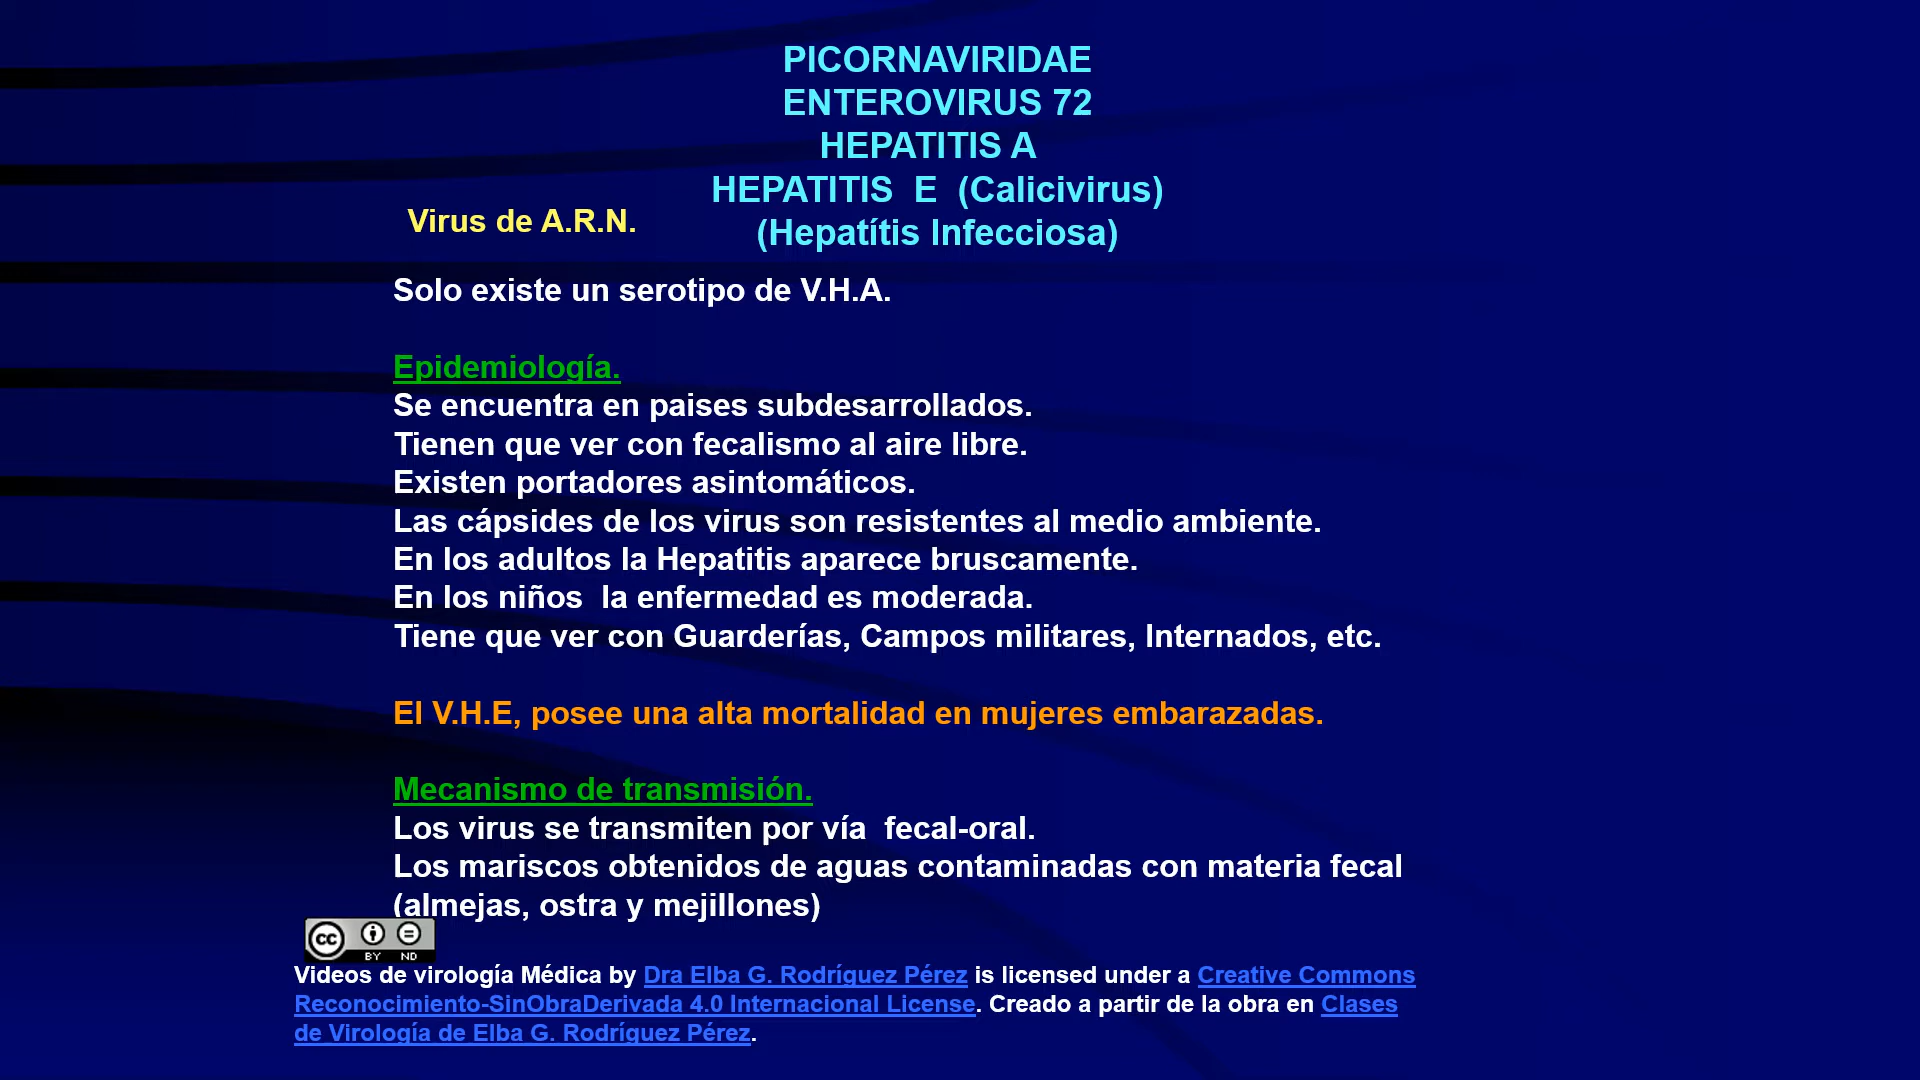 PICORNAVIRIDAE
ENTEROVIRUS 72
HEPATITIS A
HEPATITIS E (Calicivirus)
(Hepatítis Infecciosa)
Virus de A.R.N.
Solo existe un serotipo de V.H.A.
Epidemiología.
Se encuentra en paises subdesarrollados.
Tienen que ver con fecalismo al aire libre.
Existen portadores asintomáticos.
Las cápsides de los virus son resistentes al medio ambiente.
En los adultos la Hepatitis aparece bruscamente.
En los niños la enfermedad es moderada.
Tiene que ver con Guarderías, Campos militares, Internados, etc.
El V.H.E, posee una alta mortalidad en mujeres embarazadas.
Mecanismo de transmisión.
Los virus se transmiten por vía fecal-oral.
Los mariscos obtenidos de aguas contaminadas con materia fecal
(almejas, ostra y mejillones)
cc BY ND
Videos de virología Médica by Dra Elba G. Rodríguez Pérez is licensed under a Creative Commons
Reconocimiento-SinObraDerivada 4.0 Internacional License. Creado a partir de la obra en Clases
de Virología de Elba G. Rodríguez Pérez.